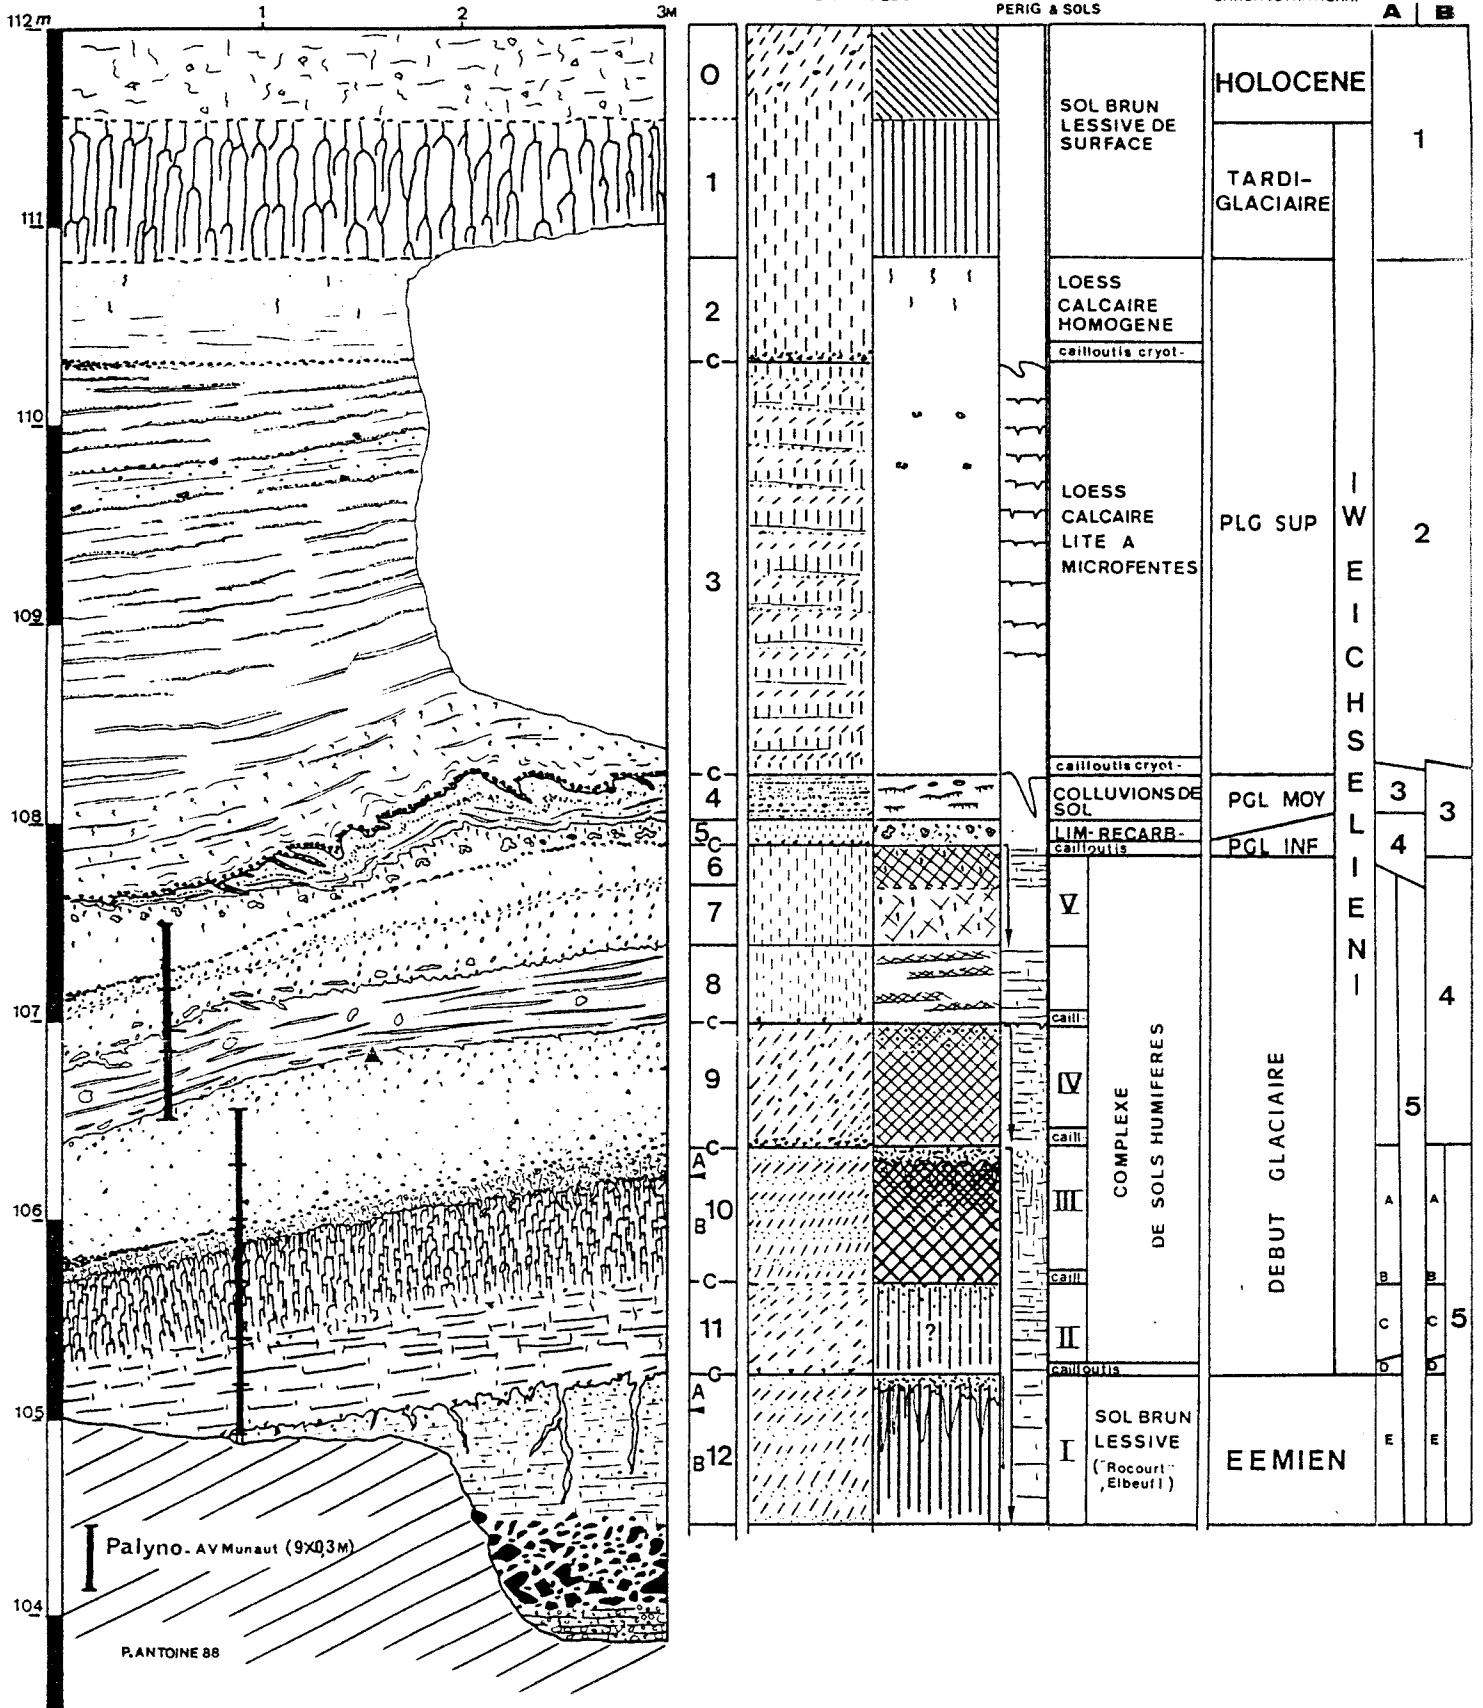 1 2 3M
PERIG & SOLS
A B
112m
111
110
109
108
107
106
105
104
0
1
2
C
3
C
4
5
C
6
7
8
C
9
C
A
10
B
C
11
C
A
12
B
SOL BRUN
LESSIVE DE
SURFACE
LOESS
CALCAIRE
HOMOGENE
cailloutis cryot-
LOESS
CALCAIRE
LITE A
MICROFENTES
cailloutis cryot-
COLLUVIONS DE
SOL
LIM-RECARB-
cailloutis
V
caill
IV
caill
III
caill
?
II
cailloutis
I
SOL BRUN
LESSIVE
("Rocourt"
COMPLEXE
DE SOLS HUMIFERES
HOLOCENE
TARDI-
GLACIAIRE
PLG SUP
PGL MOY
PGL INF
DEBUT GLACIAIRE
EEMIEN
WEICHSELIEN
1
2
3
3
4
4
5
A
A
B
B
C
C
5
D
D
E
E
Palyno- AV Munaut (9X0,3M)
P. ANTOINE 88